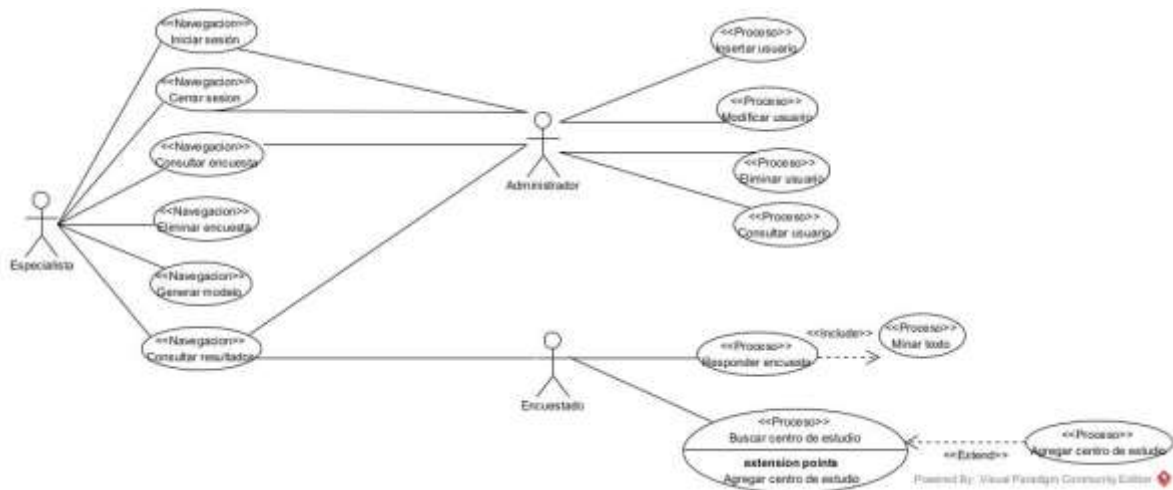 <<Navegacion>>
Iniciar sesión
<<Navegacion>>
Cerrar sesion
<<Navegacion>>
Consultar encuesta
<<Navegacion>>
Eliminar encuesta
<<Navegacion>>
Generar modelo
<<Navegacion>>
Consultar resultados
Especialista
Administrador
<<Proceso>>
Insertar usuario
<<Proceso>>
Modificar usuario
<<Proceso>>
Eliminar usuario
<<Proceso>>
Consultar usuario
Encuestado
<<Proceso>>
Responder encuesta
<<Include>>
<<Proceso>>
Minar texto
<<Proceso>>
Buscar centro de estudio
extension points
Agregar centro de estudio
<<Extend>>
<<Proceso>>
Agregar centro de estudio
Powered By: Visual Paradigm Community Edition